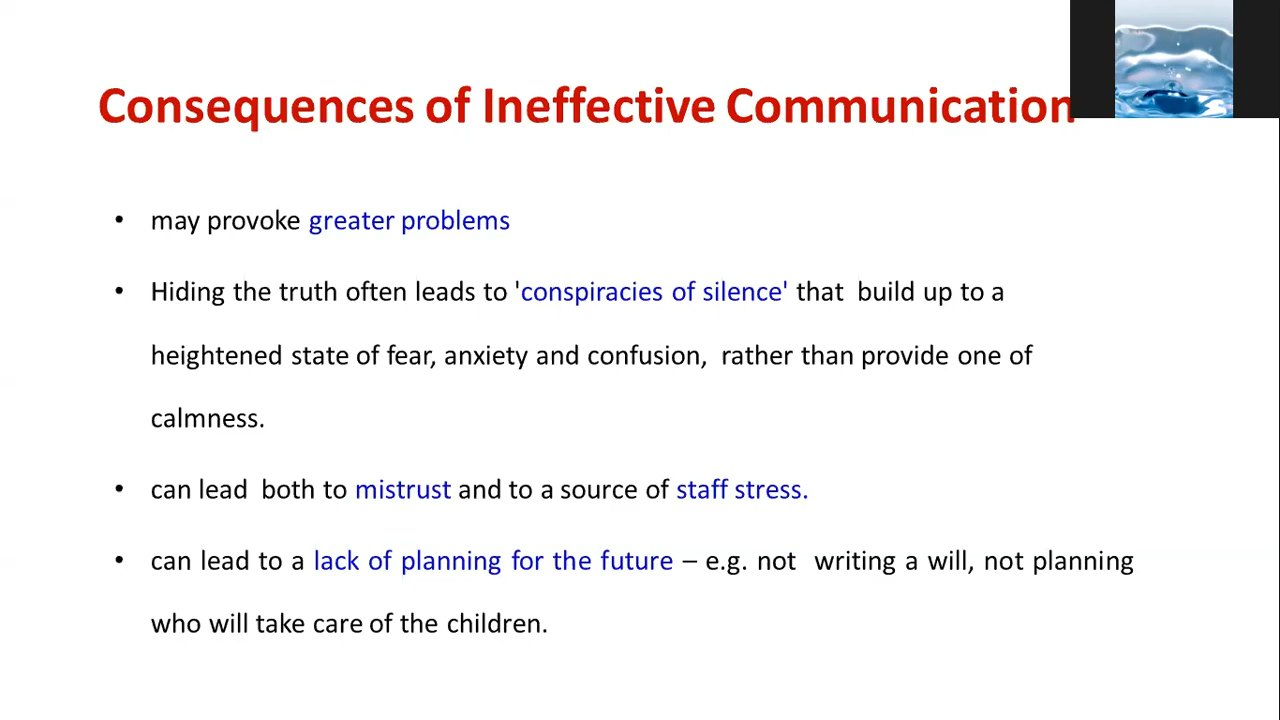 Consequences of Ineffective Communication
• may provoke greater problems
• Hiding the truth often leads to 'conspiracies of silence' that build up to a
heightened state of fear, anxiety and confusion, rather than provide one of
calmness.
• can lead both to mistrust and to a source of staff stress.
• can lead to a lack of planning for the future – e.g. not writing a will, not planning
who will take care of the children.